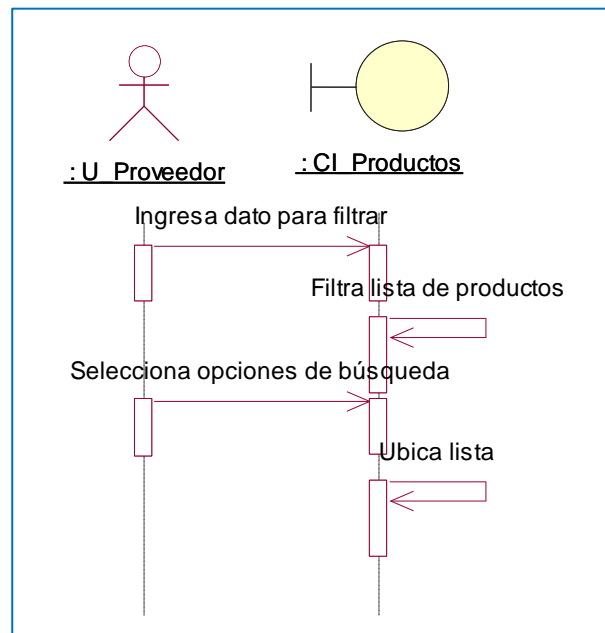 : U_Proveedor
: CI_Productos
Ingresa dato para filtrar
Filtra lista de productos
Selecciona opciones de búsqueda
Ubica lista